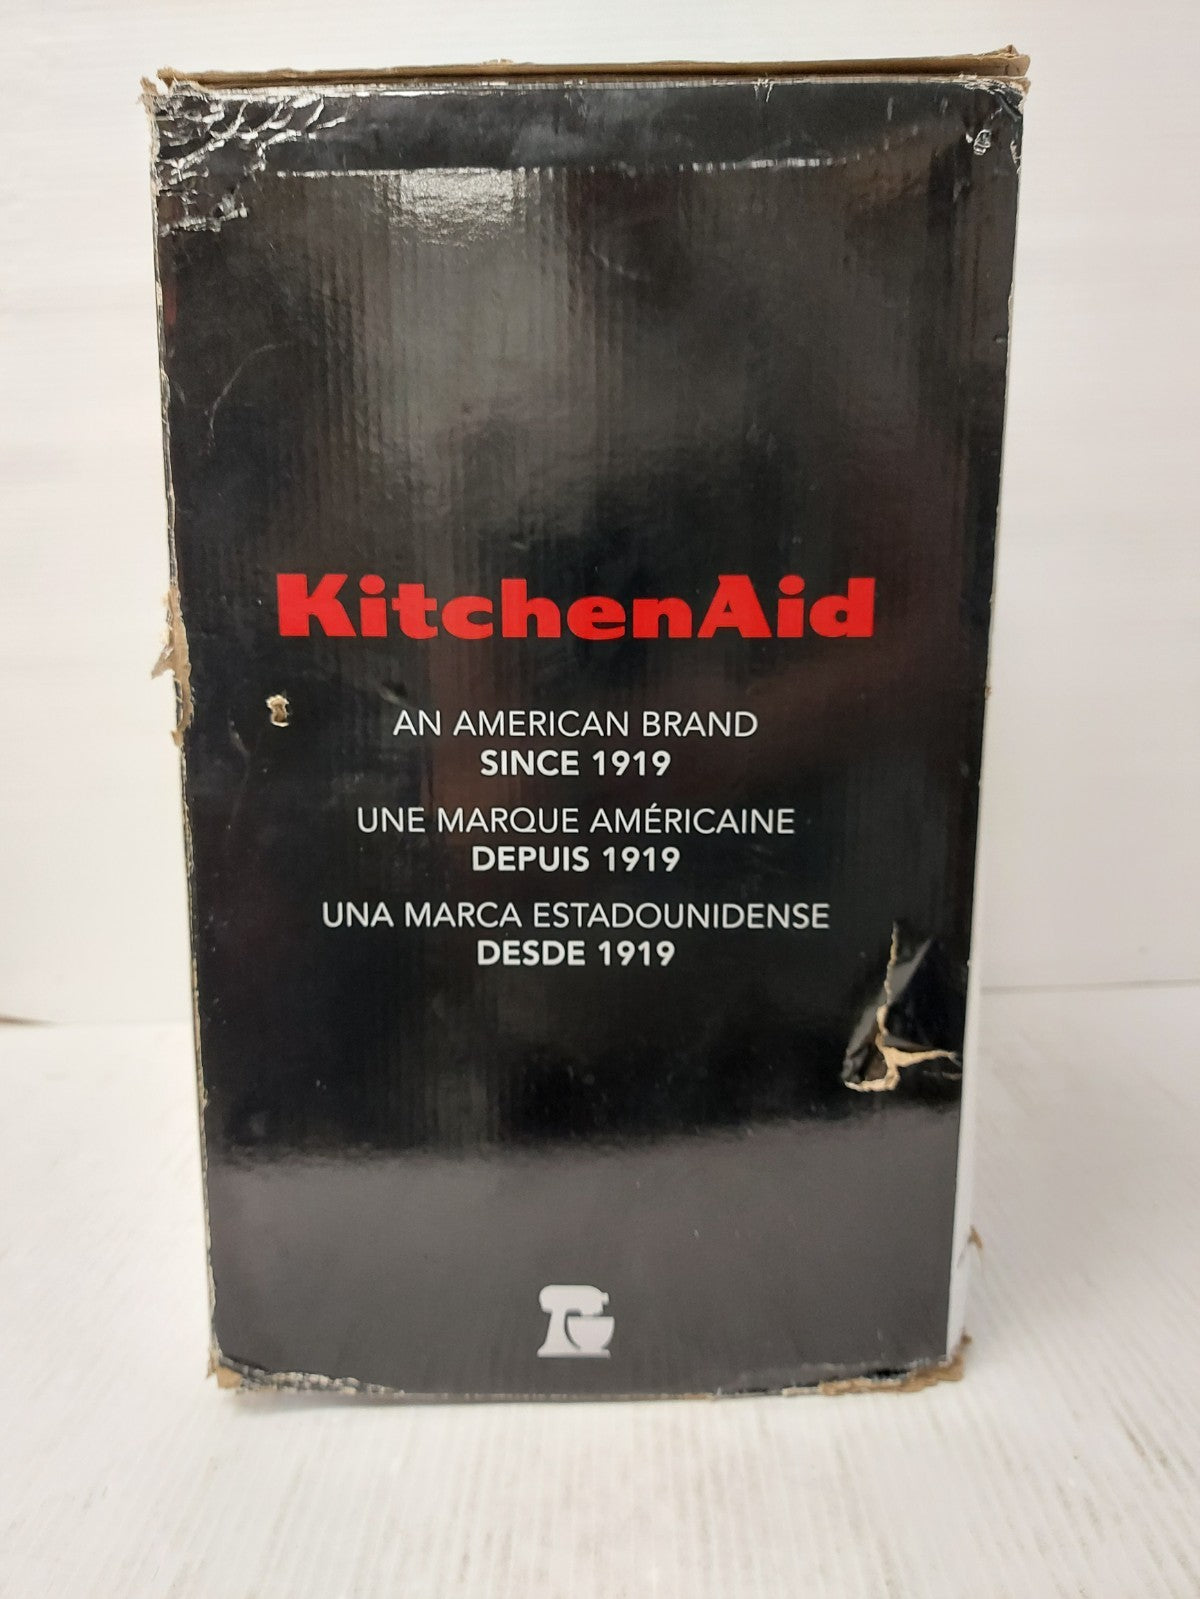 KitchenAid
AN AMERICAN BRAND
SINCE 1919
UNE MARQUE AMÉRICAINE
DEPUIS 1919
UNA MARCA ESTADOUNIDENSE
DESDE 1919